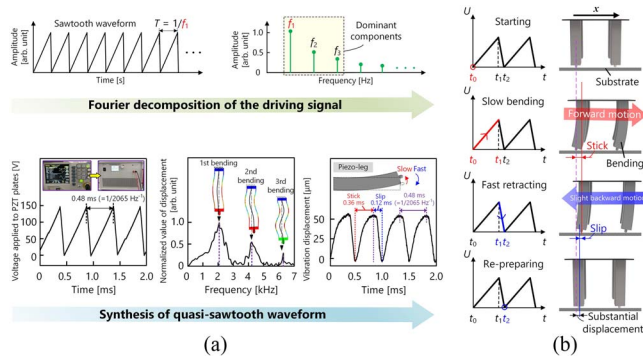 Sawtooth waveform
T = 1/f₁
Amplitude
[arb. unit]
Time [s]
Dominant
components
Amplitude
[arb. unit]
1.0
0.5
0.0
f₁
f₂
f₃
Frequency [Hz]
Fourier decomposition of the driving signal
Voltage applied to PZT plates [V]
150
100
50
0
0.48 ms (=1/2065 Hz⁻¹)
0.0 0.5 1.0 1.5 2.0
Time [ms]
Normalized value of displacement
[arb. unit]
1.0
0.5
0.0
1st bending
2nd
bending
3rd
bending
0 2 4 6
Frequency [kHz]
Vibration displacement [μm]
60
40
20
0
Piezo-leg
Slow
Fast
Stick
0.36 ms
Slip
0.12 ms
0.48 ms
(=1/2065 Hz⁻¹)
0.0 0.5 1.0 1.5 2.0
Time [ms]
Synthesis of quasi-sawtooth waveform
(a)
U
Starting
t₀ t₁ t₂ t
x
Substrate
U
Slow bending
t₀ t₁ t₂ t
Forward motion
Stick
Bending
U
Fast retracting
t₀ t₁ t₂ t
Slight backward motion
Slip
U
Re-preparing
t₀ t₁ t₂ t
Substantial
displacement
(b)